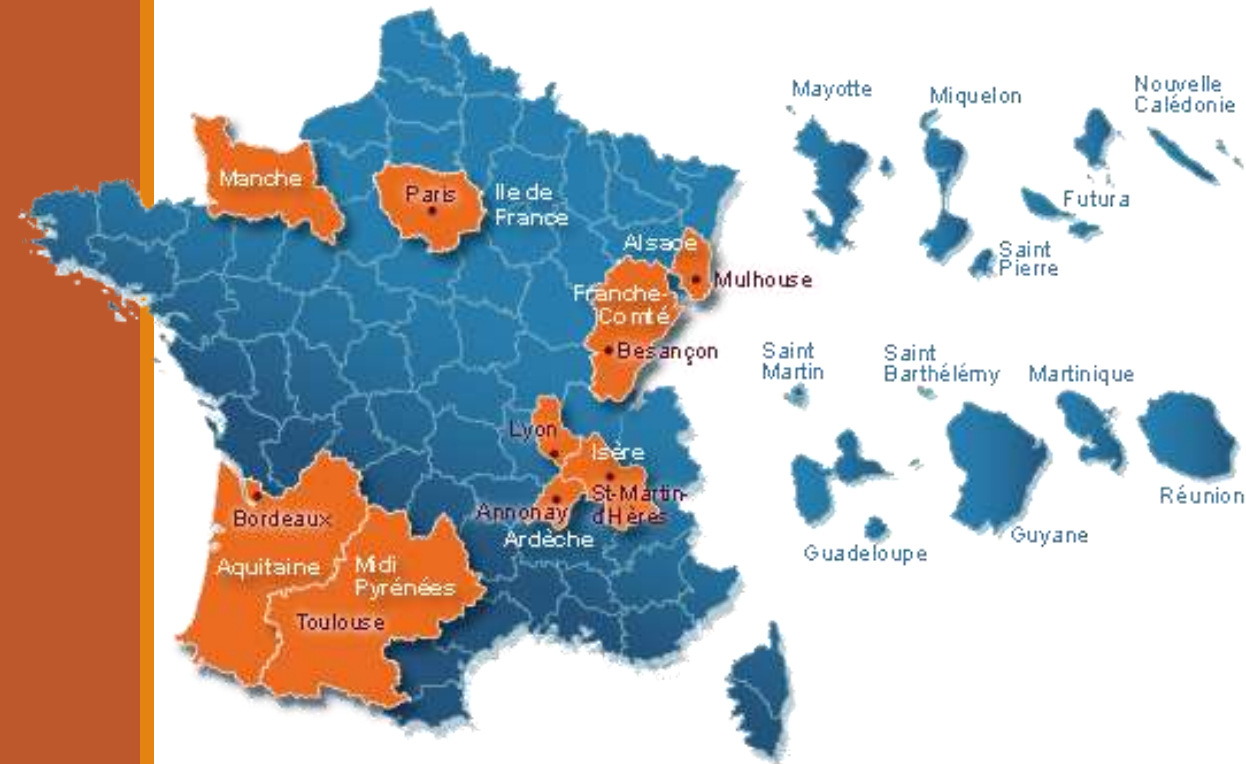 Manche
Paris
Ile de
France
Alsace
Mulhouse
Franche-
Comté
Besançon
Lyon
Isère
St-Martin-
d'Hères
Annonay
Ardèche
Bordeaux
Aquitaine
Midi
Pyrénées
Toulouse
Mayotte
Miquelon
Nouvelle
Calédonie
Futura
Saint
Pierre
Saint
Martin
Saint
Barthélémy
Martinique
Réunion
Guyane
Guadeloupe